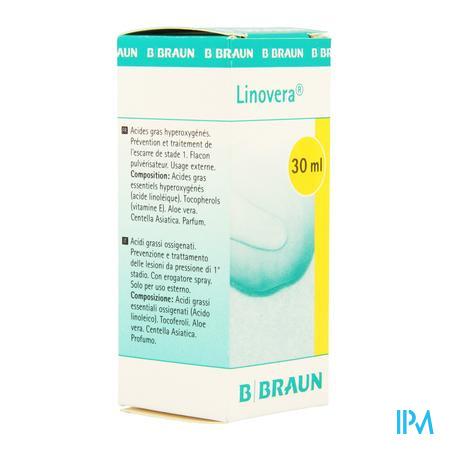 AUN B BRAUN B BRAUN B BRAUN B BR
Linovera®
30 ml
FR Acides gras hyperoxygénés.
Prévention et traitement de
l'escarre de stade 1. Flacon
pulvérisateur. Usage externe.
Composition: Acides gras
essentiels hyperoxygénés
(acide linoléique). Tocopherols
(vitamine E). Aloe vera.
Centella Asiatica. Parfum.
IT Acidi grassi ossigenati.
Prevenzione e trattamento
delle lesioni da pressione di 1°
stadio. Con erogatore spray.
Solo per uso esterno.
Composizione: Acidi grassi
essentiali ossigenati (Acido
linoleico). Tocoferoli. Aloe
vera. Centella Asiatica.
Profumo.
B BRAUN
IPM